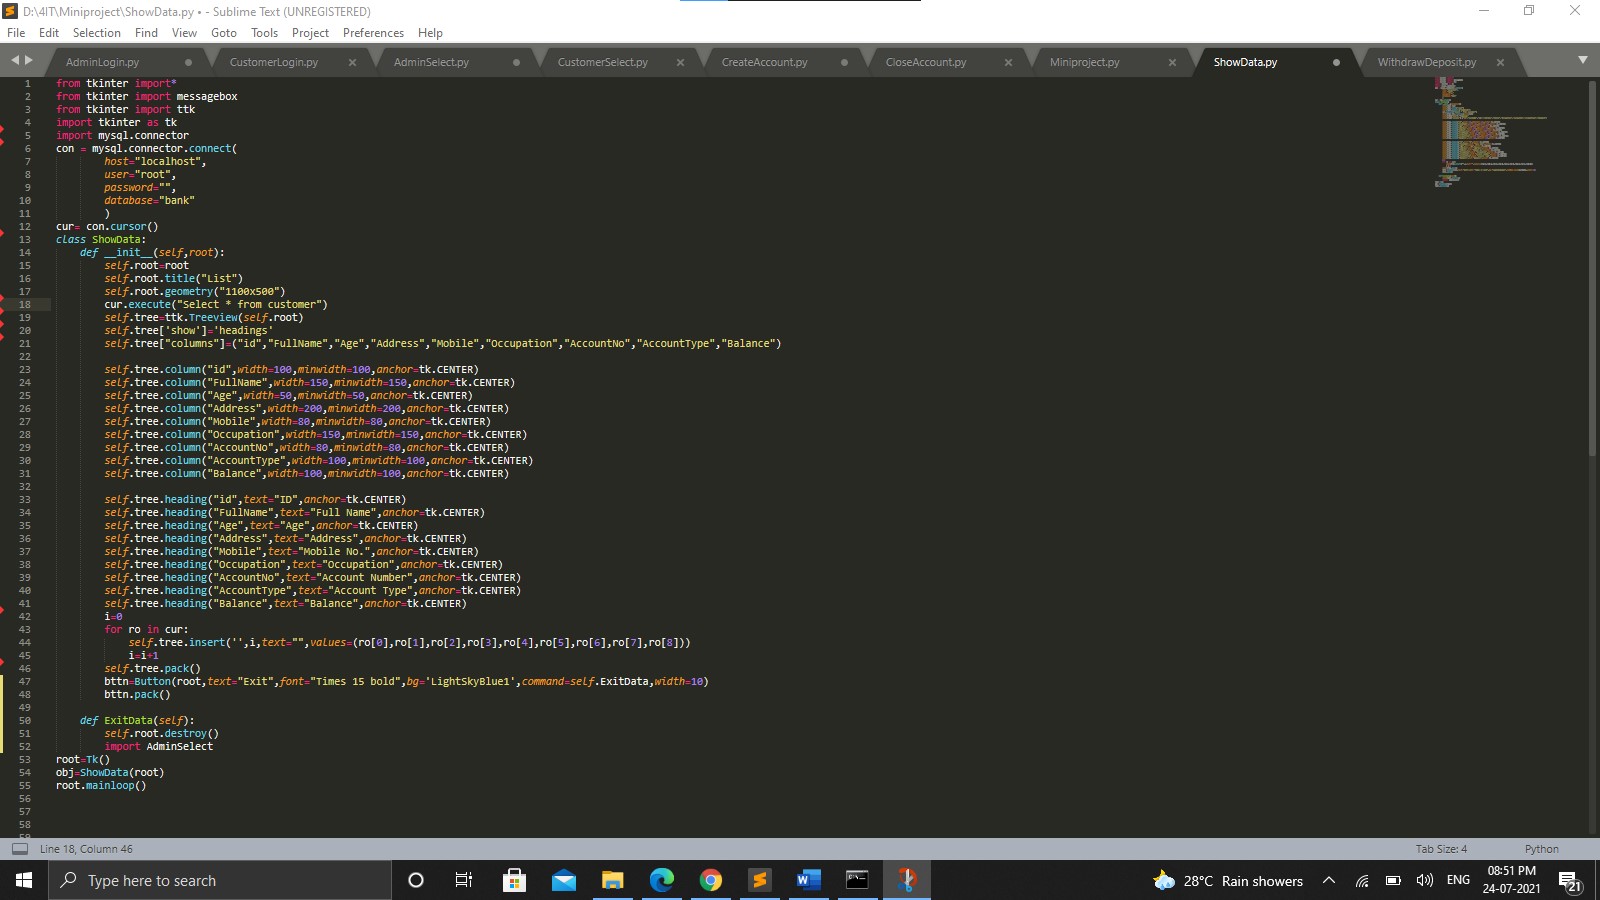 D:\4IT\Miniproject\ShowData.py • - Sublime Text (UNREGISTERED)
File Edit Selection Find View Goto Tools Project Preferences Help
AdminLogin.py CustomerLogin.py AdminSelect.py CustomerSelect.py CreateAccount.py CloseAccount.py Miniproject.py ShowData.py WithdrawDeposit.py
1 from tkinter import*
2 from tkinter import messagebox
3 from tkinter import ttk
4 import tkinter as tk
5 import mysql.connector
6 con = mysql.connector.connect(
7 host="localhost",
8 user="root",
9 password="",
10 database="bank"
11 )
12 cur= con.cursor()
13 class ShowData:
14 def __init__(self,root):
15 self.root=root
16 self.root.title("List")
17 self.root.geometry("1100x500")
18 cur.execute("Select * from customer")
19 self.tree=ttk.Treeview(self.root)
20 self.tree['show']='headings'
21 self.tree["columns"]=("id","FullName","Age","Address","Mobile","Occupation","AccountNo","AccountType","Balance")
22
23 self.tree.column("id",width=100,minwidth=100,anchor=tk.CENTER)
24 self.tree.column("FullName",width=150,minwidth=150,anchor=tk.CENTER)
25 self.tree.column("Age",width=50,minwidth=50,anchor=tk.CENTER)
26 self.tree.column("Address",width=200,minwidth=200,anchor=tk.CENTER)
27 self.tree.column("Mobile",width=80,minwidth=80,anchor=tk.CENTER)
28 self.tree.column("Occupation",width=150,minwidth=150,anchor=tk.CENTER)
29 self.tree.column("AccountNo",width=80,minwidth=80,anchor=tk.CENTER)
30 self.tree.column("AccountType",width=100,minwidth=100,anchor=tk.CENTER)
31 self.tree.column("Balance",width=100,minwidth=100,anchor=tk.CENTER)
32
33 self.tree.heading("id",text="ID",anchor=tk.CENTER)
34 self.tree.heading("FullName",text="Full Name",anchor=tk.CENTER)
35 self.tree.heading("Age",text="Age",anchor=tk.CENTER)
36 self.tree.heading("Address",text="Address",anchor=tk.CENTER)
37 self.tree.heading("Mobile",text="Mobile No.",anchor=tk.CENTER)
38 self.tree.heading("Occupation",text="Occupation",anchor=tk.CENTER)
39 self.tree.heading("AccountNo",text="Account Number",anchor=tk.CENTER)
40 self.tree.heading("AccountType",text="Account Type",anchor=tk.CENTER)
41 self.tree.heading("Balance",text="Balance",anchor=tk.CENTER)
42 i=0
43 for ro in cur:
44 self.tree.insert('',i,text="",values=(ro[0],ro[1],ro[2],ro[3],ro[4],ro[5],ro[6],ro[7],ro[8]))
45 i=i+1
46 self.tree.pack()
47 bttn=Button(root,text="Exit",font="Times 15 bold",bg='LightSkyBlue1',command=self.ExitData,width=10)
48 bttn.pack()
49
50 def ExitData(self):
51 self.root.destroy()
52 import AdminSelect
53 root=Tk()
54 obj=ShowData(root)
55 root.mainloop()
56
57
58
59
Line 18, Column 46 Tab Size: 4 Python
Type here to search 28°C Rain showers ENG 08:51 PM
24-07-2021 21